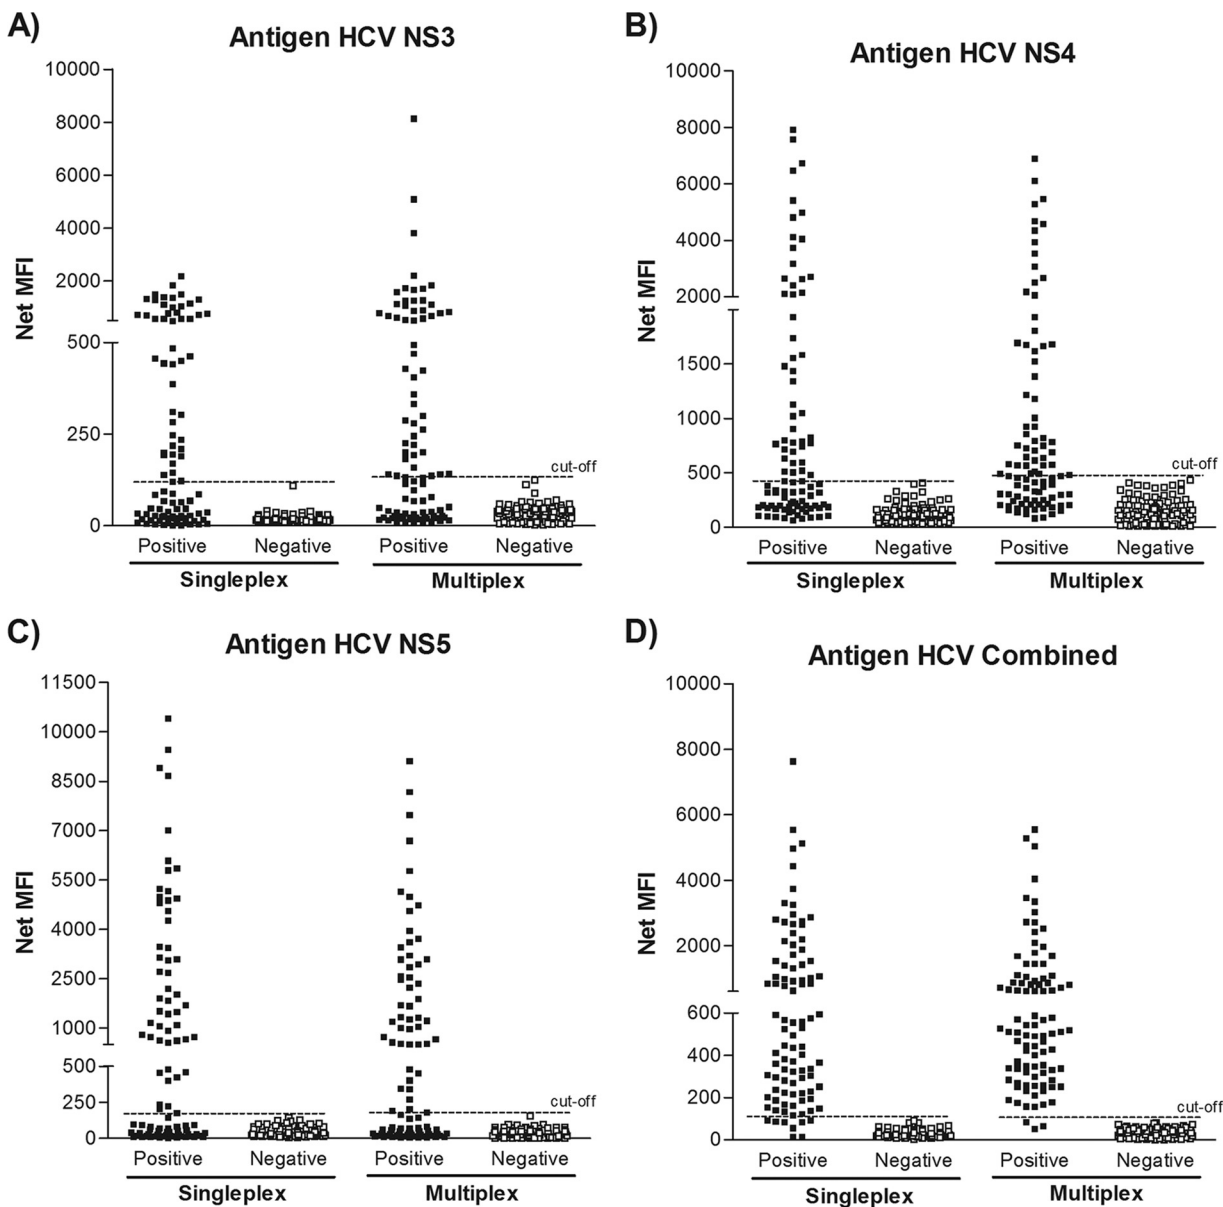 A)
Antigen HCV NS3
Net MFI
10000
8000
6000
4000
2000
500
250
0
cut-off
Positive Negative Positive Negative
Singleplex Multiplex
B)
Antigen HCV NS4
Net MFI
10000
8000
6000
4000
2000
1500
1000
500
0
cut-off
Positive Negative Positive Negative
Singleplex Multiplex
C)
Antigen HCV NS5
Net MFI
11500
10000
8500
7000
5500
4000
2500
1000
500
250
0
cut-off
Positive Negative Positive Negative
Singleplex Multiplex
D)
Antigen HCV Combined
Net MFI
10000
8000
6000
4000
2000
600
400
200
0
cut-off
Positive Negative Positive Negative
Singleplex Multiplex